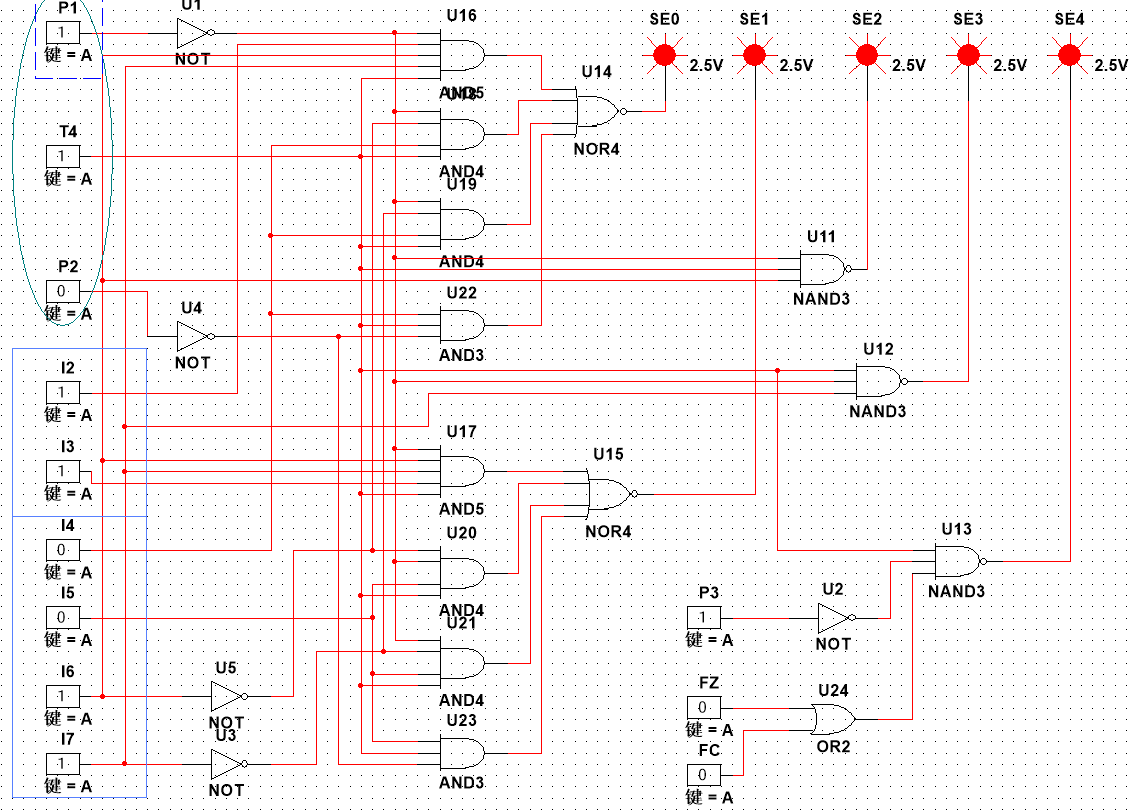 P1
1
键 = A
T4
1
键 = A
P2
0
键 = A
I2
1
键 = A
I3
1
键 = A
I4
0
键 = A
I5
0
键 = A
I6
1
键 = A
I7
1
键 = A
U1
NOT
U4
NOT
U5
NOT
U3
NOT
U16
AND5
U18
AND4
U19
AND4
U22
AND3
U17
AND5
U20
AND4
U21
AND4
U23
AND3
U14
NOR4
U15
NOR4
SE0
2.5V
SE1
2.5V
SE2
2.5V
SE3
2.5V
SE4
2.5V
U11
NAND3
U12
NAND3
U13
NAND3
P3
1
键 = A
U2
NOT
FZ
0
键 = A
FC
0
键 = A
U24
OR2